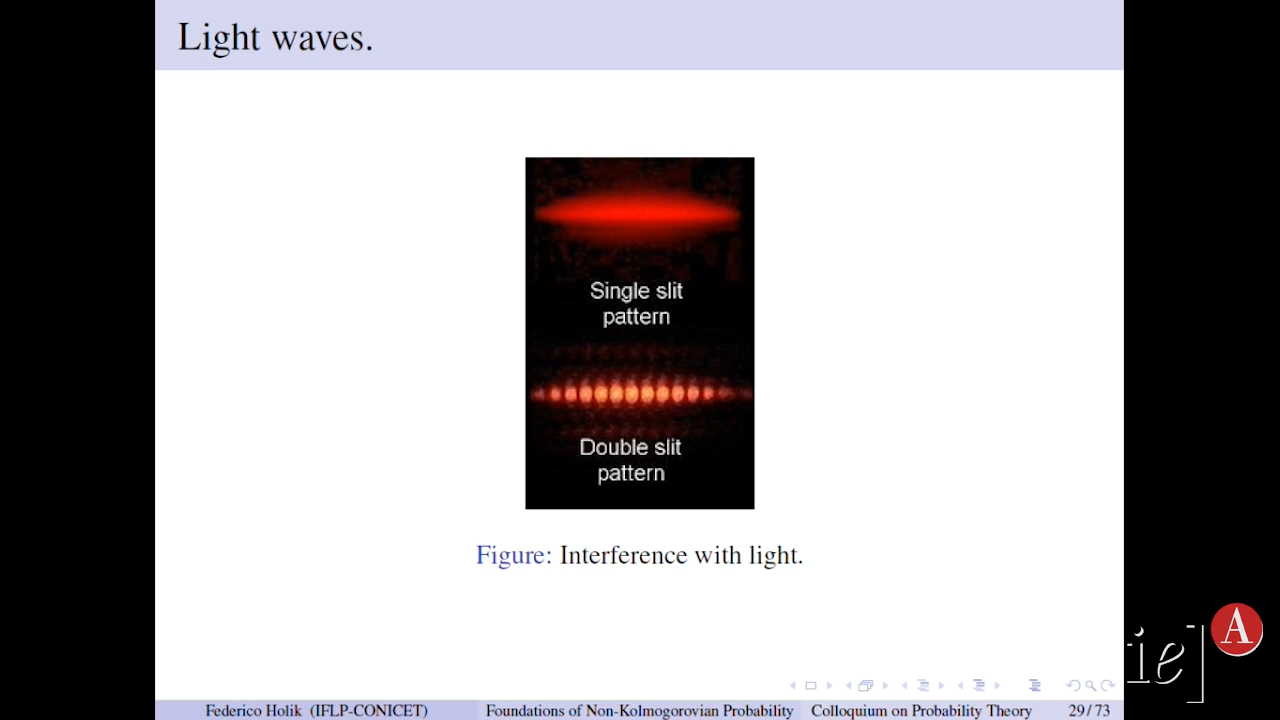 Light waves.
Single slit
pattern
Double slit
pattern
Figure: Interference with light.
ie]
A
Federico Holik (IFLP-CONICET) Foundations of Non-Kolmogorovian Probability Colloquium on Probability Theory 29 / 73